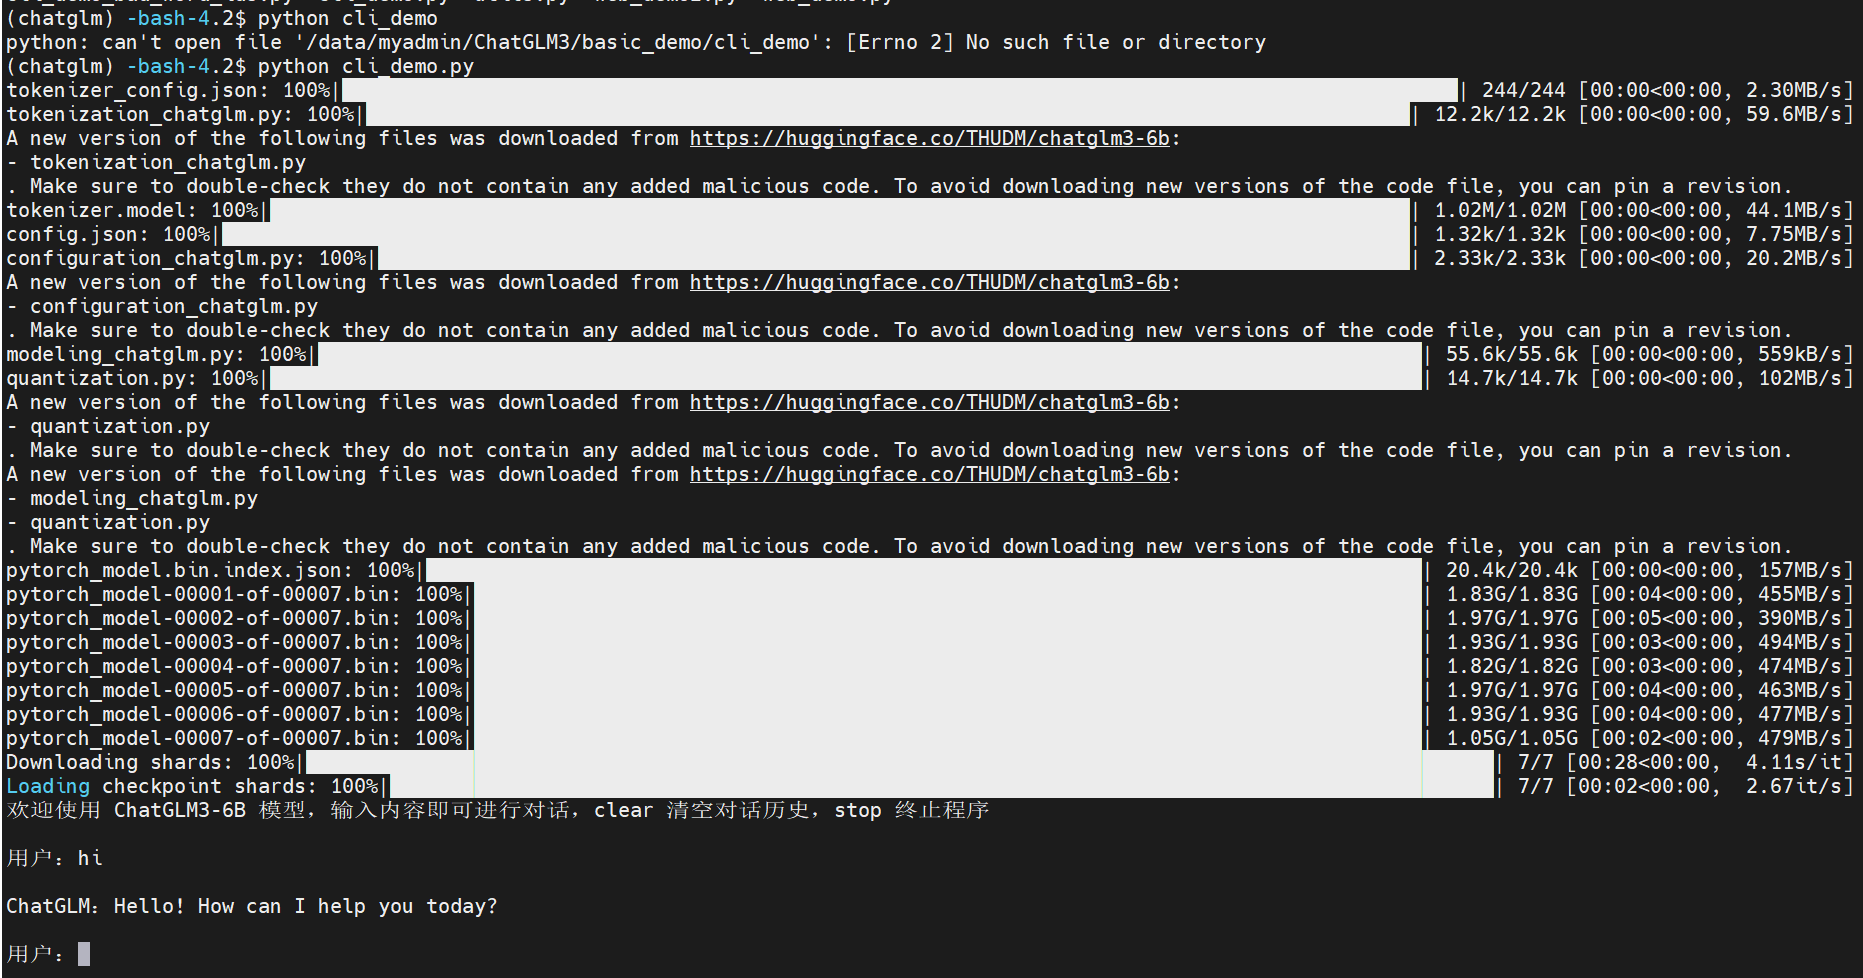 (chatglm) -bash-4.2$ python cli_demo
python: can't open file '/data/myadmin/ChatGLM3/basic_demo/cli_demo': [Errno 2] No such file or directory
(chatglm) -bash-4.2$ python cli_demo.py
tokenizer_config.json: 100%| | 244/244 [00:00<00:00, 2.30MB/s]
tokenization_chatglm.py: 100%| | 12.2k/12.2k [00:00<00:00, 59.6MB/s]
A new version of the following files was downloaded from https://huggingface.co/THUDM/chatglm3-6b:
- tokenization_chatglm.py
. Make sure to double-check they do not contain any added malicious code. To avoid downloading new versions of the code file, you can pin a revision.
tokenizer.model: 100%| | 1.02M/1.02M [00:00<00:00, 44.1MB/s]
config.json: 100%| | 1.32k/1.32k [00:00<00:00, 7.75MB/s]
configuration_chatglm.py: 100%| | 2.33k/2.33k [00:00<00:00, 20.2MB/s]
A new version of the following files was downloaded from https://huggingface.co/THUDM/chatglm3-6b:
- configuration_chatglm.py
. Make sure to double-check they do not contain any added malicious code. To avoid downloading new versions of the code file, you can pin a revision.
modeling_chatglm.py: 100%| | 55.6k/55.6k [00:00<00:00, 559kB/s]
quantization.py: 100%| | 14.7k/14.7k [00:00<00:00, 102MB/s]
A new version of the following files was downloaded from https://huggingface.co/THUDM/chatglm3-6b:
- quantization.py
. Make sure to double-check they do not contain any added malicious code. To avoid downloading new versions of the code file, you can pin a revision.
A new version of the following files was downloaded from https://huggingface.co/THUDM/chatglm3-6b:
- modeling_chatglm.py
- quantization.py
. Make sure to double-check they do not contain any added malicious code. To avoid downloading new versions of the code file, you can pin a revision.
pytorch_model.bin.index.json: 100%| | 20.4k/20.4k [00:00<00:00, 157MB/s]
pytorch_model-00001-of-00007.bin: 100%| | 1.83G/1.83G [00:04<00:00, 455MB/s]
pytorch_model-00002-of-00007.bin: 100%| | 1.97G/1.97G [00:05<00:00, 390MB/s]
pytorch_model-00003-of-00007.bin: 100%| | 1.93G/1.93G [00:03<00:00, 494MB/s]
pytorch_model-00004-of-00007.bin: 100%| | 1.82G/1.82G [00:03<00:00, 474MB/s]
pytorch_model-00005-of-00007.bin: 100%| | 1.97G/1.97G [00:04<00:00, 463MB/s]
pytorch_model-00006-of-00007.bin: 100%| | 1.93G/1.93G [00:04<00:00, 477MB/s]
pytorch_model-00007-of-00007.bin: 100%| | 1.05G/1.05G [00:02<00:00, 479MB/s]
Downloading shards: 100%| | 7/7 [00:28<00:00, 4.11s/it]
Loading checkpoint shards: 100%| | 7/7 [00:02<00:00, 2.67it/s]
欢迎使用 ChatGLM3-6B 模型，输入内容即可进行对话，clear 清空对话历史，stop 终止程序
用户：hi
ChatGLM：Hello! How can I help you today?
用户：